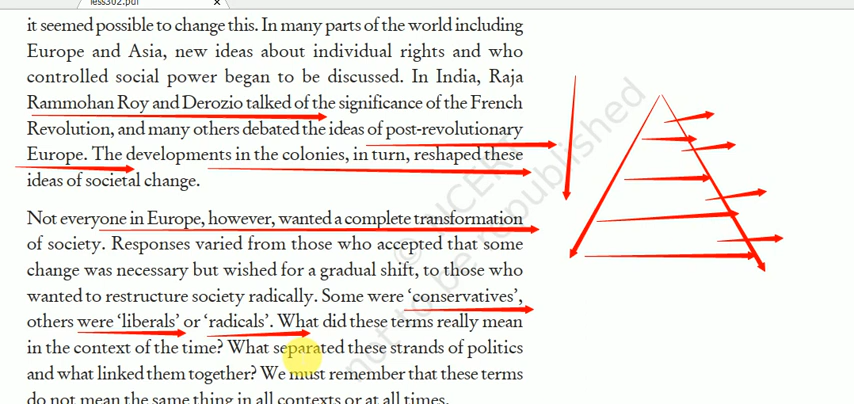 less302.pdf
it seemed possible to change this. In many parts of the world including
Europe and Asia, new ideas about individual rights and who
controlled social power began to be discussed. In India, Raja
Rammohan Roy and Derozio talked of the significance of the French
Revolution, and many others debated the ideas of post-revolutionary
Europe. The developments in the colonies, in turn, reshaped these
ideas of societal change.
Not everyone in Europe, however, wanted a complete transformation
of society. Responses varied from those who accepted that some
change was necessary but wished for a gradual shift, to those who
wanted to restructure society radically. Some were ‘conservatives’,
others were ‘liberals’ or ‘radicals’. What did these terms really mean
in the context of the time? What separated these strands of politics
and what linked them together? We must remember that these terms
do not mean the same thing in all contexts or at all times.
© NCERT
not to be republished